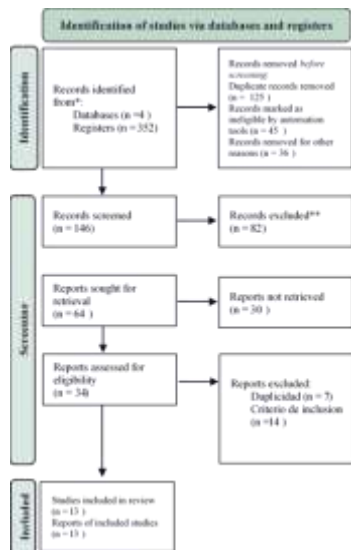 Identification of studies via databases and registers
Identification
Records identified
from*:
Databases (n =4 )
Registers (n = 352)
Records removed before
screening:
Duplicate records removed
(n = 125)
Records marked as
ineligible by automation
tools (n = 45 )
Records removed for other
reasons (n = 36 )
Screening
Records screened
(n = 146)
Records excluded**
(n = 82)
Reports sought for
retrieval
(n = 64 )
Reports not retrieved
(n = 30 )
Reports assessed for
eligibility
(n = 34)
Reports excluded:
Duplicidad (n = 7)
Criterio de inclusion
(n =14 )
Included
Studies included in review
(n = 13 )
Reports of included studies
(n = 13)